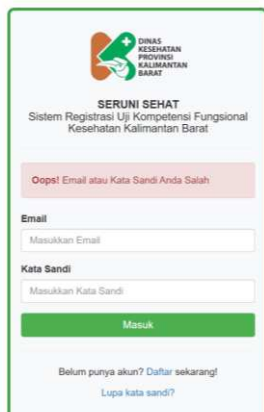 DINAS
KESEHATAN
PROVINSI
KALIMANTAN
BARAT
SERUNI SEHAT
Sistem Registrasi Uji Kompetensi Fungsional
Kesehatan Kalimantan Barat
Oops! Email atau Kata Sandi Anda Salah
Email
Masukkan Email
Kata Sandi
Masukkan Kata Sandi
Masuk
Belum punya akun? Daftar sekarang!
Lupa kata sandi?